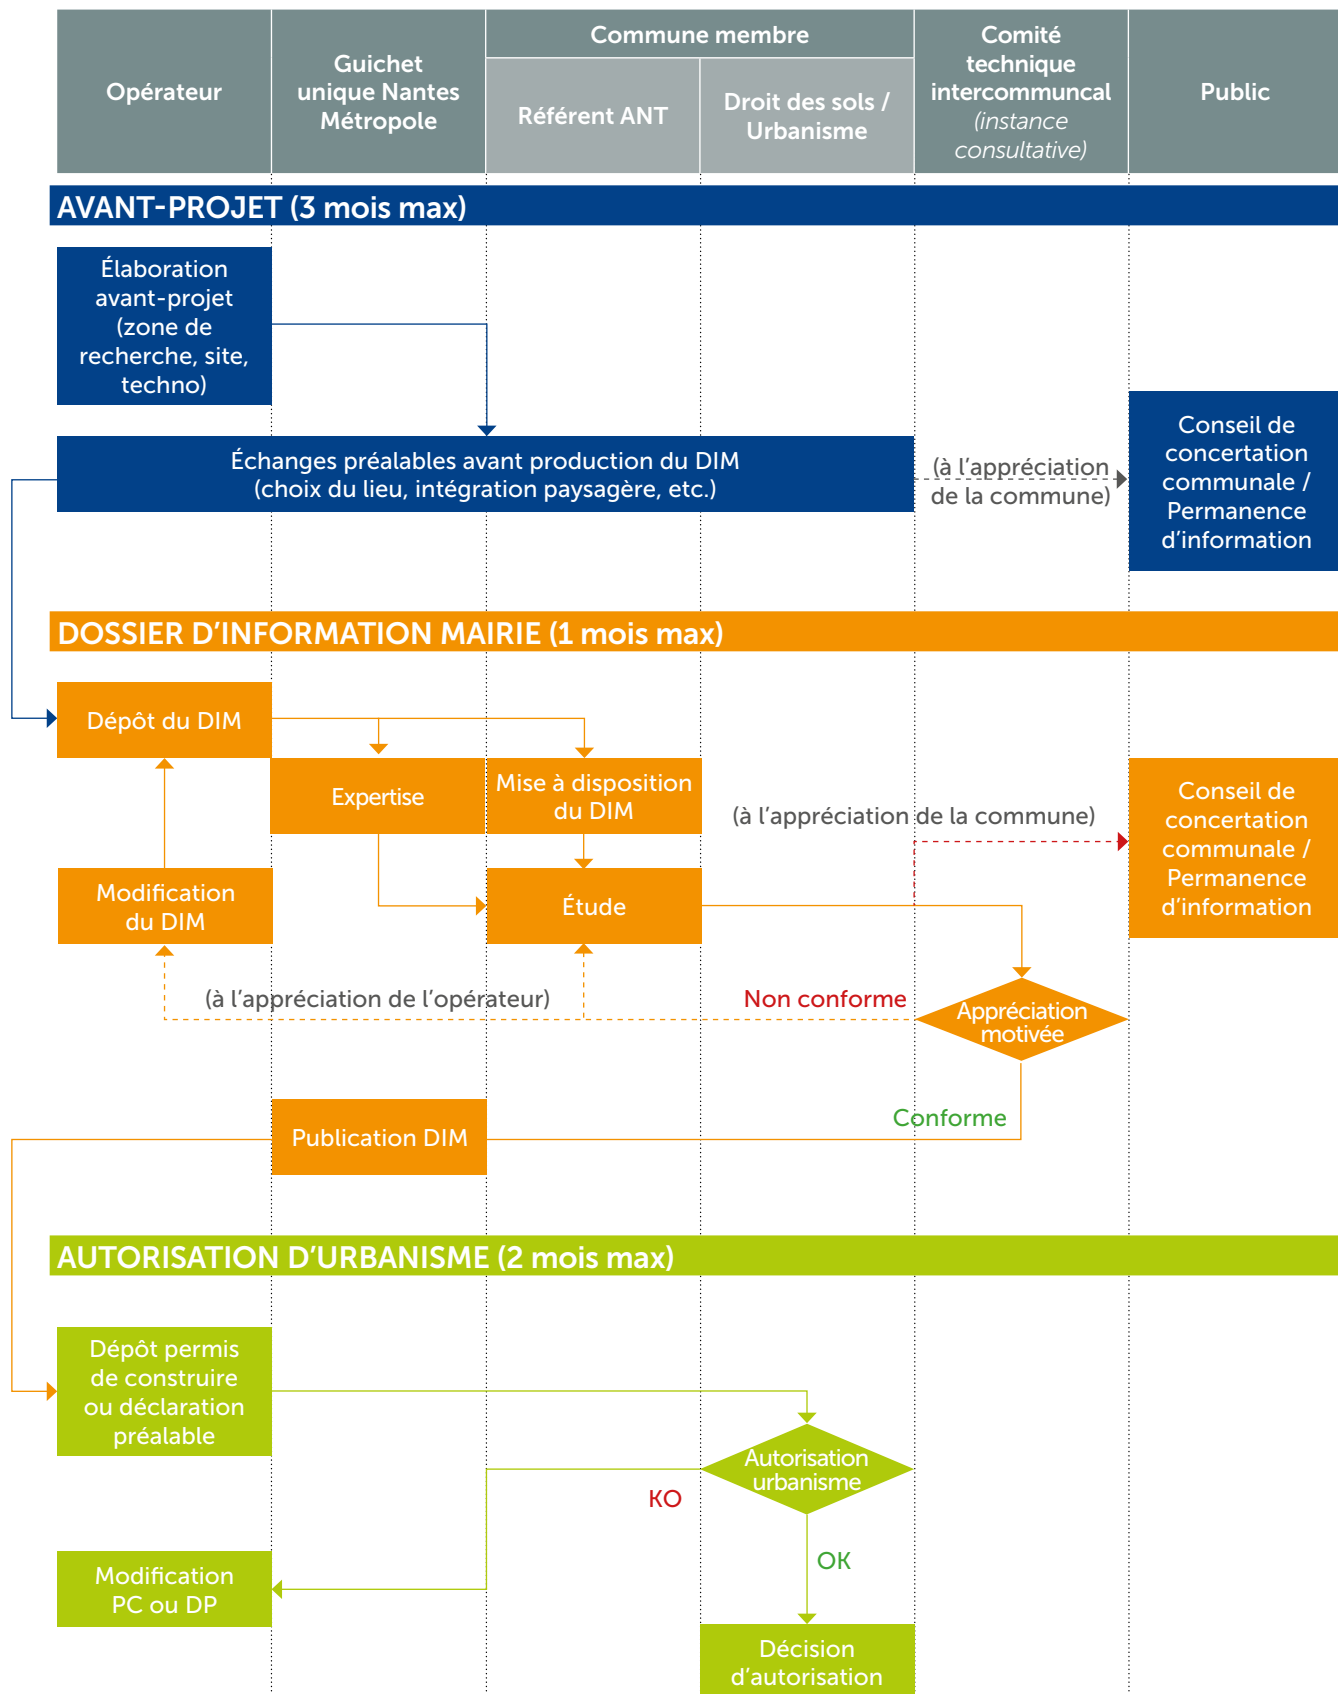 Opérateur
Guichet
unique Nantes
Métropole
Commune membre
Référent ANT
Droit des sols /
Urbanisme
Comité
technique
intercommuncal
(instance
consultative)
Public
AVANT-PROJET (3 mois max)
Élaboration
avant-projet
(zone de
recherche, site,
techno)
Échanges préalables avant production du DIM
(choix du lieu, intégration paysagère, etc.)
(à l’appréciation
de la commune)
Conseil de
concertation
communale /
Permanence
d’information
DOSSIER D’INFORMATION MAIRIE (1 mois max)
Dépôt du DIM
Expertise
Mise à disposition
du DIM
(à l’appréciation de la commune)
Conseil de
concertation
communale /
Permanence
d’information
Modification
du DIM
Étude
(à l’appréciation de l’opérateur)
Non conforme
Appréciation
motivée
Conforme
Publication DIM
AUTORISATION D’URBANISME (2 mois max)
Dépôt permis
de construire
ou déclaration
préalable
Autorisation
urbanisme
KO
OK
Modification
PC ou DP
Décision
d’autorisation